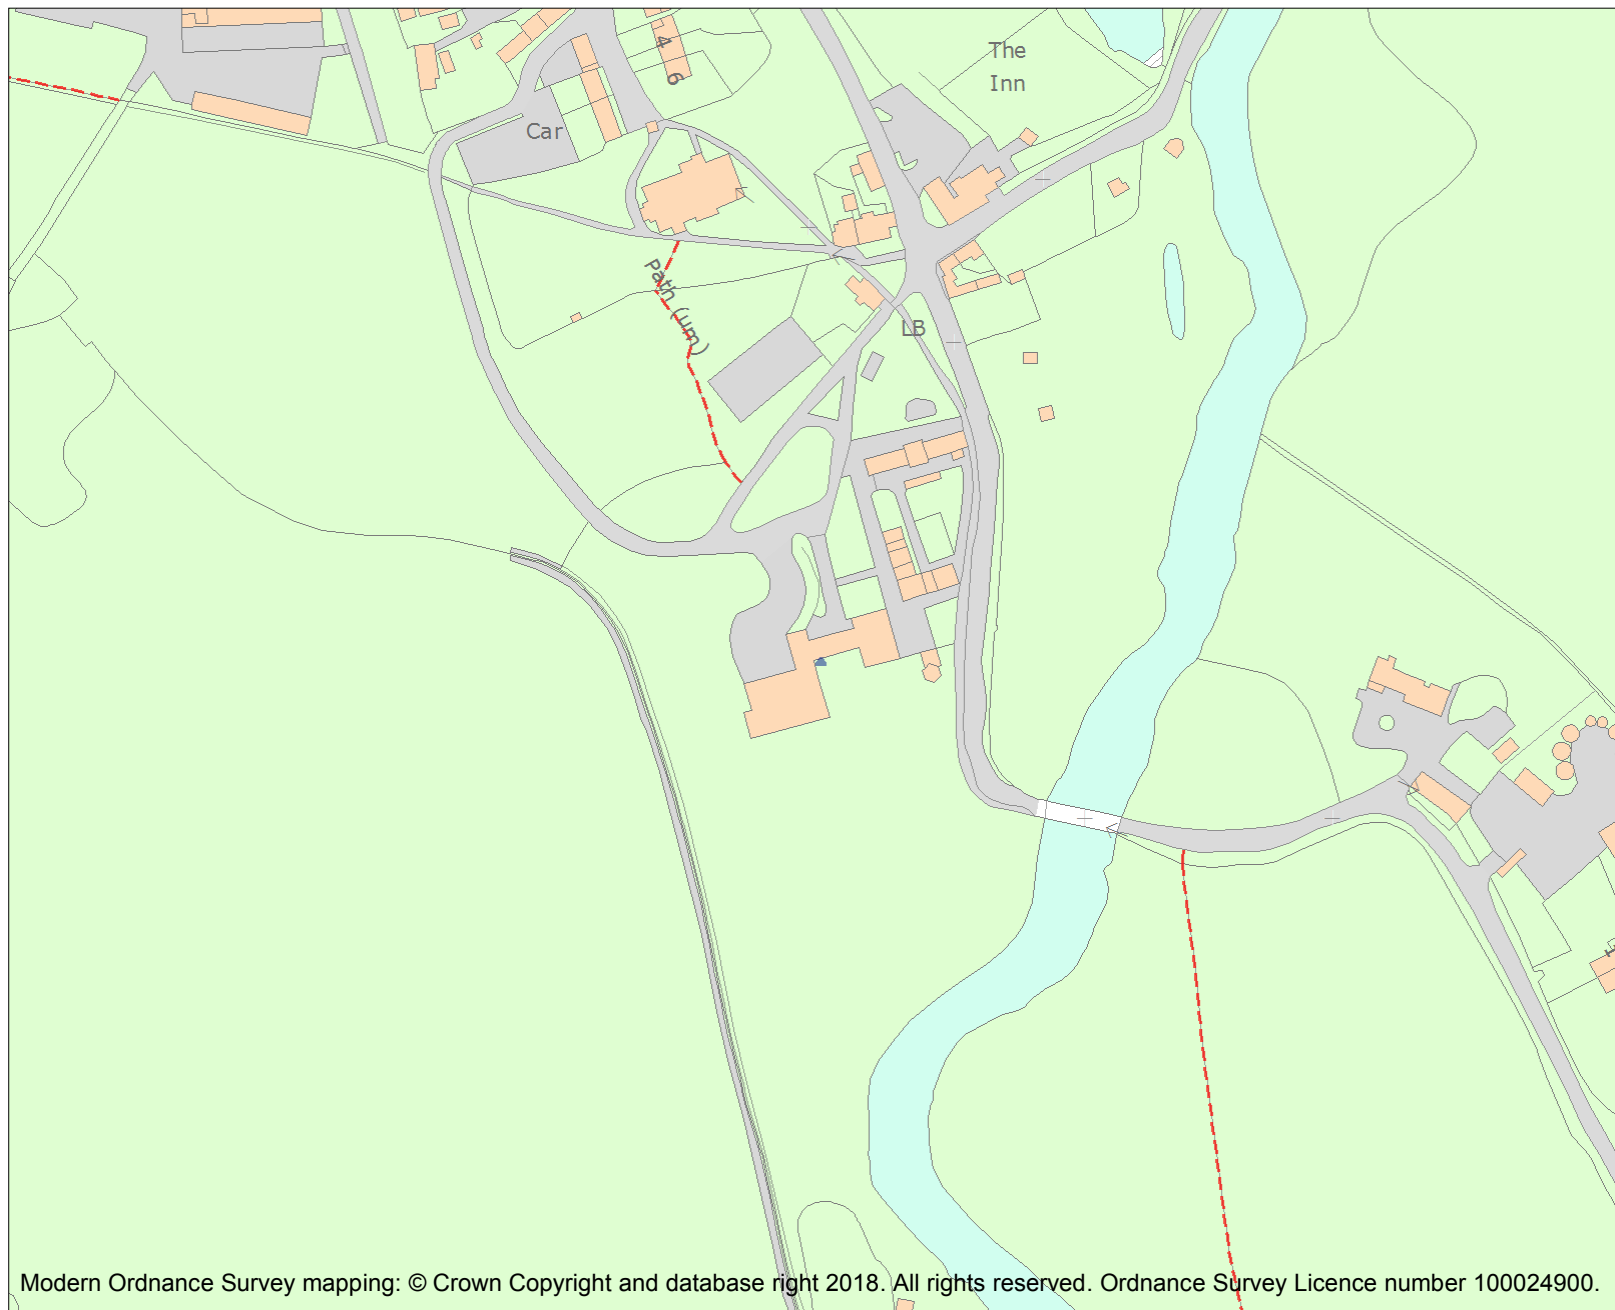 The
Inn
4
6
Car
Path (um)
LB
1
Modern Ordnance Survey mapping: © Crown Copyright and database right 2018. All rights reserved. Ordnance Survey Licence number 100024900.